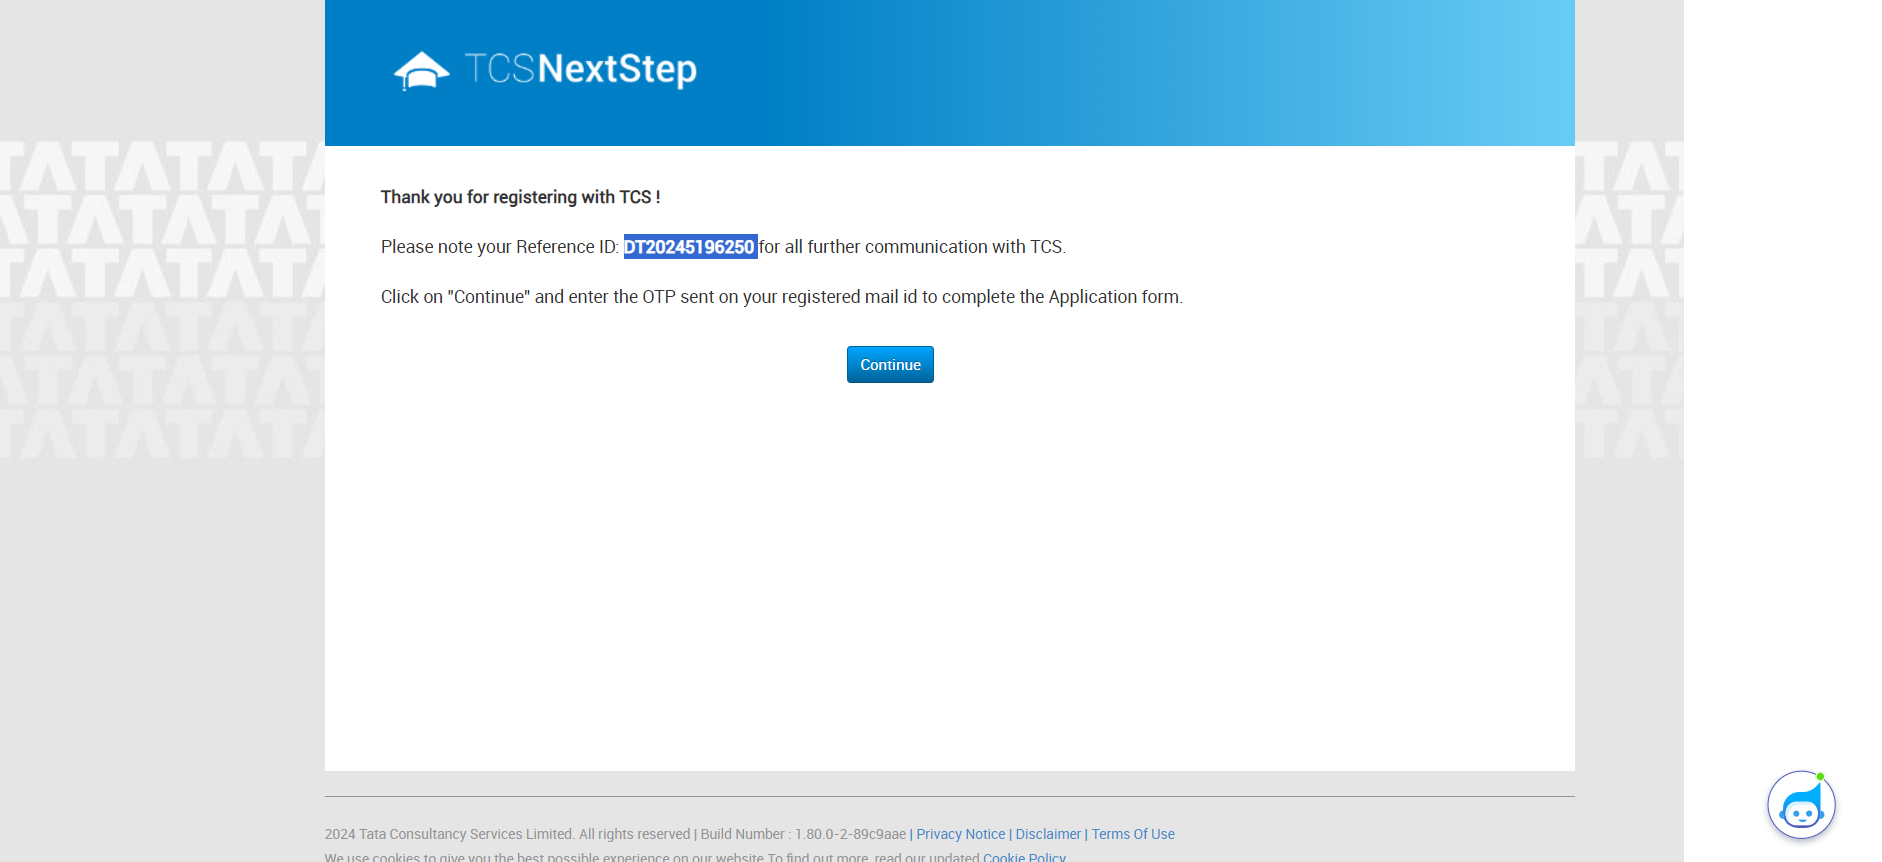 TCSNextStep
Thank you for registering with TCS !
Please note your Reference ID: DT20245196250 for all further communication with TCS.
Click on "Continue" and enter the OTP sent on your registered mail id to complete the Application form.
Continue
2024 Tata Consultancy Services Limited. All rights reserved | Build Number : 1.80.0-2-89c9aae | Privacy Notice | Disclaimer | Terms Of Use
We use cookies to give you the best possible experience on our website.To find out more, read our updated Cookie Policy